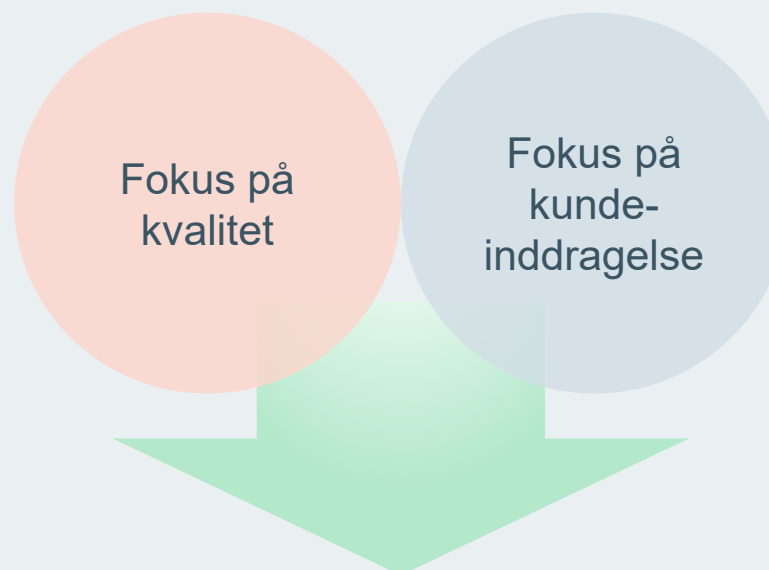 Fokus på
kvalitet
Fokus på
kunde-
inddragelse